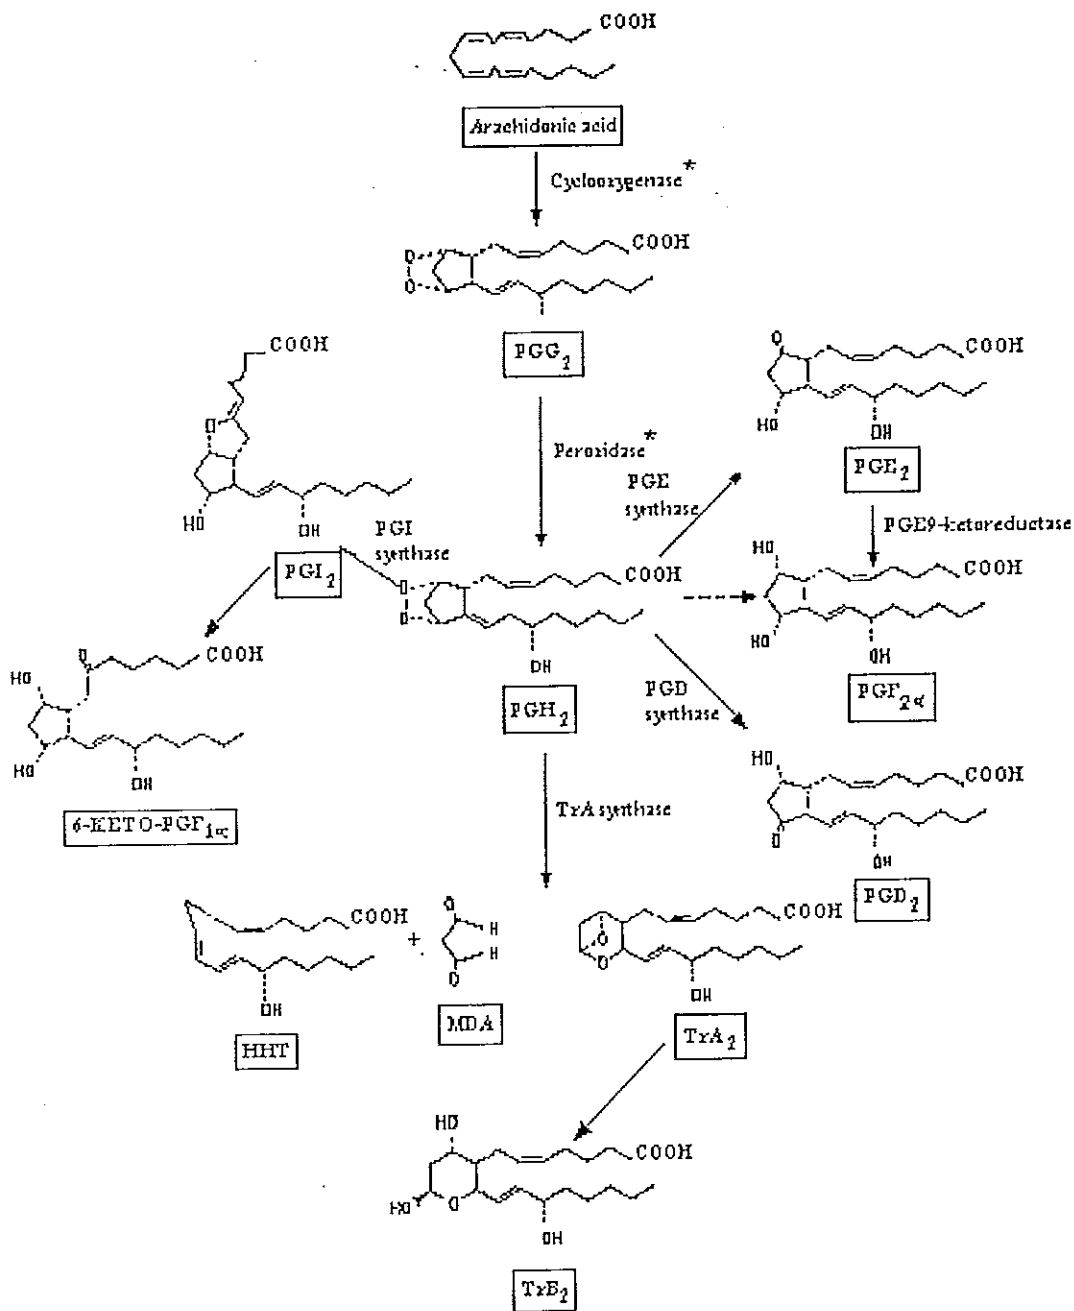 COOH
Arachidonic acid
Cyclooxygenase*
COOH
O
O
PGG2
COOH
O
HO
OH
PGI2
Peroxidase*
PGE
synthase
O
COOH
HO
OH
PGE2
PGE9-ketoreductase
PGI
synthase
O
O
COOH
OH
PGH2
HO
COOH
HO
OH
PGF2α
O
COOH
HO
HO
OH
6-KETO-PGF1α
PGD
synthase
HO
COOH
O
OH
PGD2
TxA synthase
COOH
OH
HHT
+
O
H
H
O
MDA
COOH
O
O
OH
TxA2
HO
COOH
HO
O
OH
TxB2